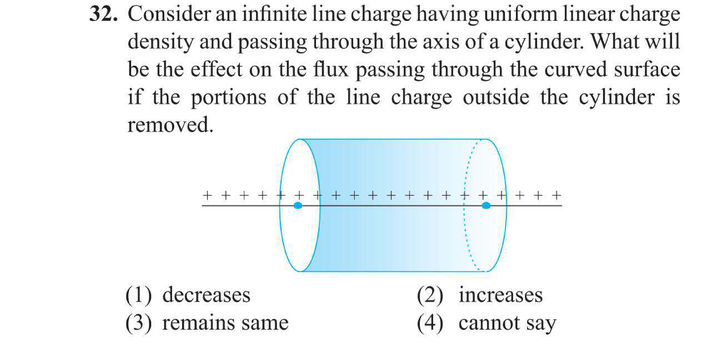 32. Consider an infinite line charge having uniform linear charge
density and passing through the axis of a cylinder. What will
be the effect on the flux passing through the curved surface
if the portions of the line charge outside the cylinder is
removed.
+ + + + + + + + + + + + + + + + + + + +
(1) decreases (2) increases
(3) remains same (4) cannot say